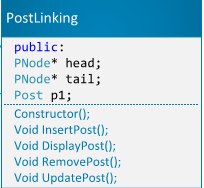 PostLinking
public:
PNode* head;
PNode* tail;
Post p1;
Constructor();
Void InsertPost();
Void DisplayPost();
Void RemovePost();
Void UpdatePost();